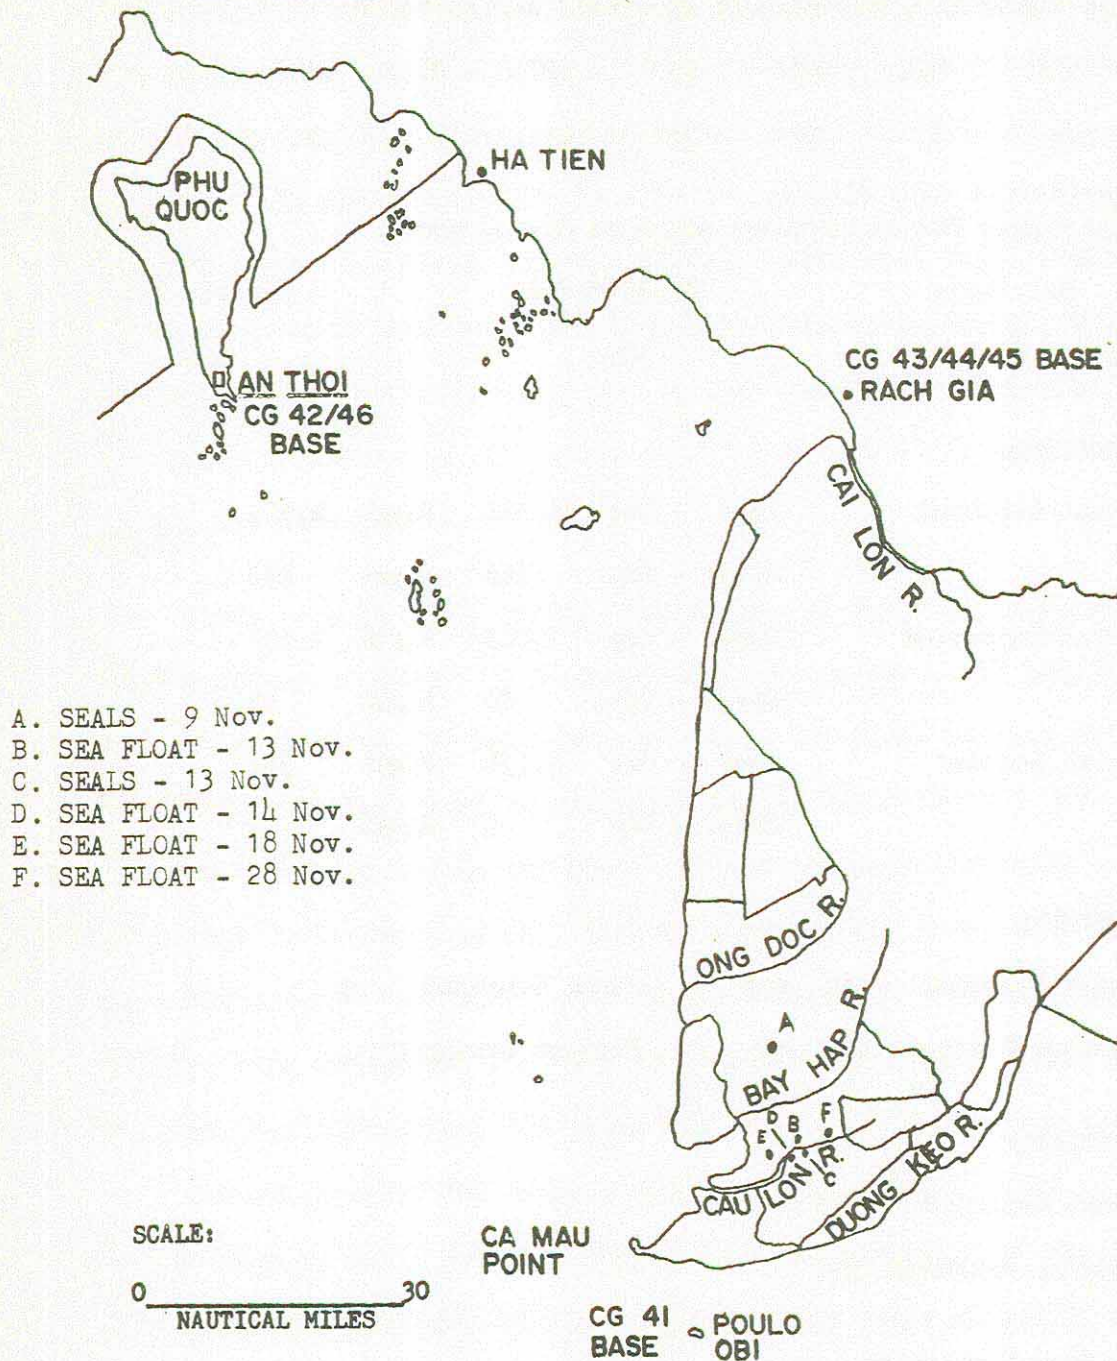 HA TIEN
PHU
QUOC
CG 43/44/45 BASE
RACH GIA
AN THOI
CG 42/46
BASE
CAI LON R.
A. SEALS - 9 Nov.
B. SEA FLOAT - 13 Nov.
C. SEALS - 13 Nov.
D. SEA FLOAT - 14 Nov.
E. SEA FLOAT - 18 Nov.
F. SEA FLOAT - 28 Nov.
ONG DOC R.
A
BAY HAP R.
D
B
F
E
C
CAU LON R.
DUONG KEO R.
SCALE:
0 30
NAUTICAL MILES
CA MAU
POINT
CG 41
BASE
POULO
OBI